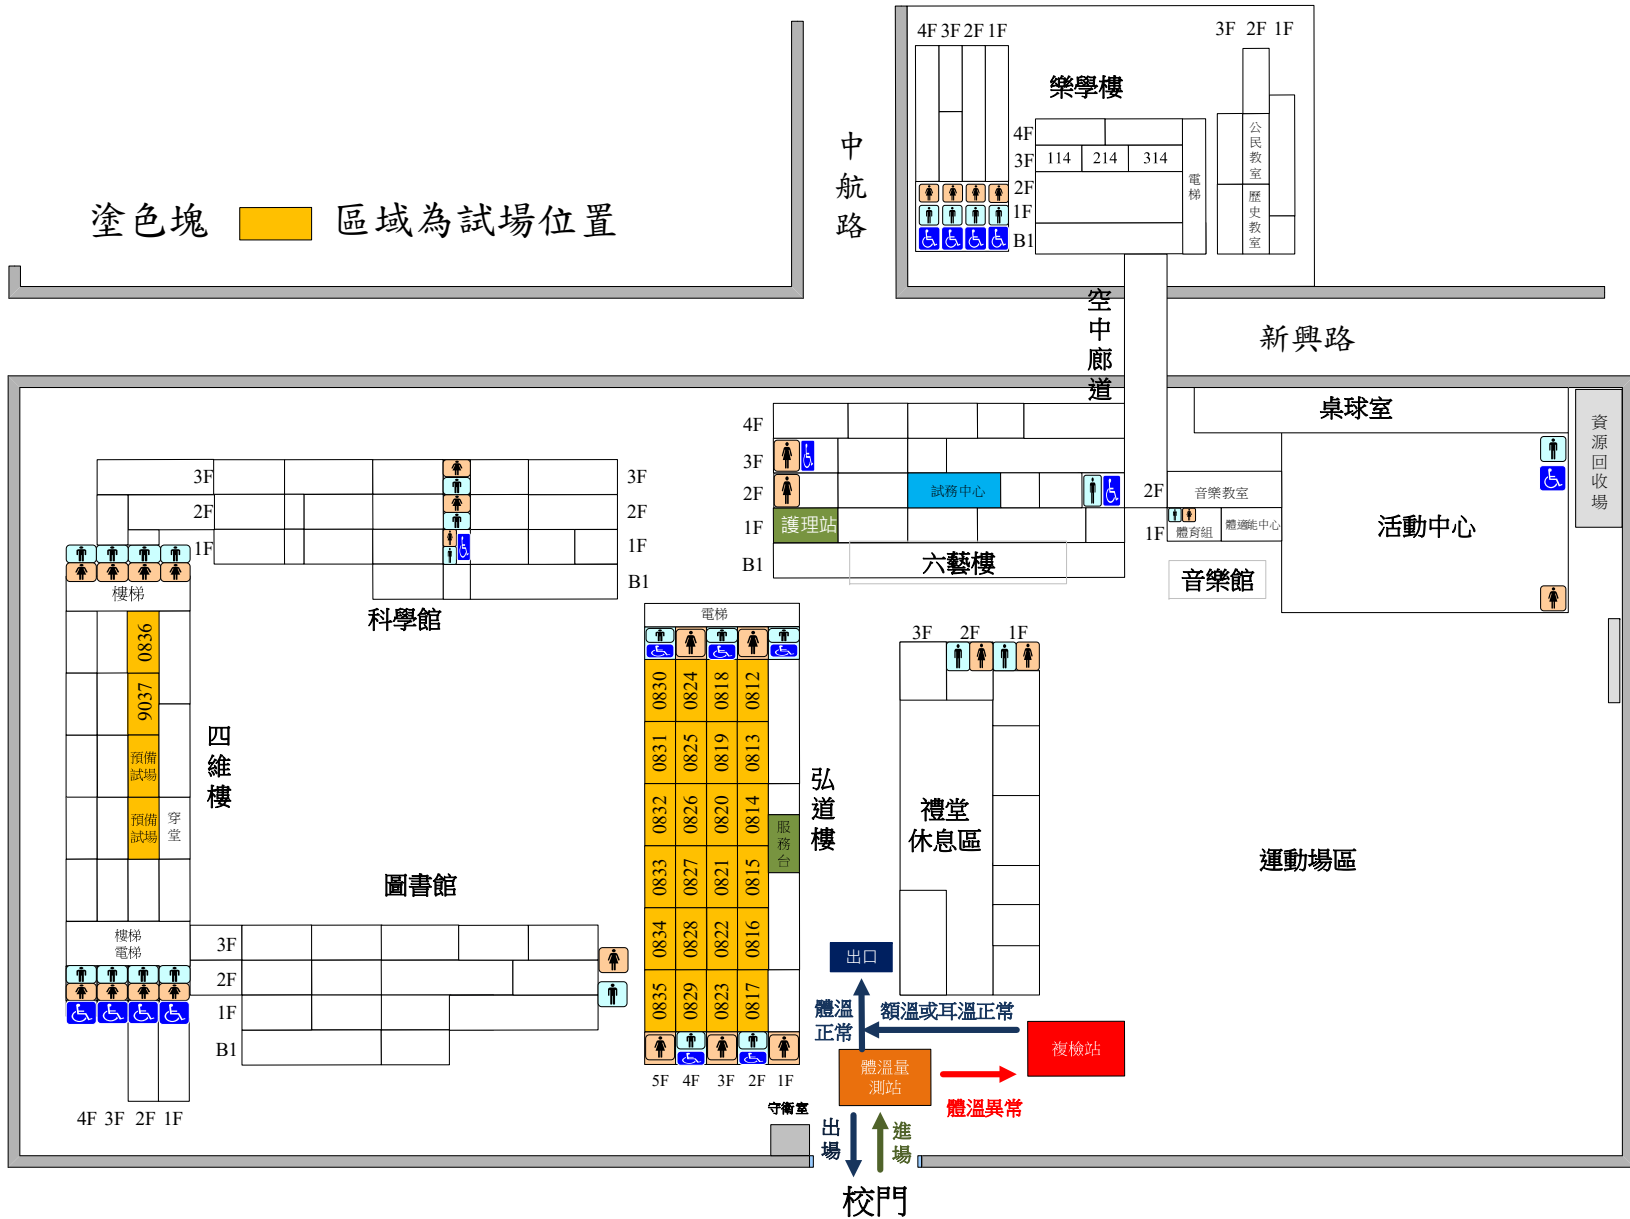 4F 3F 2F 1F
3F 2F 1F
樂學樓
中航路
4F
3F 114 214 314
2F
1F
B1
電梯
公民教室
歷史教室
塗色塊 區域為試場位置
空中廊道
新興路
桌球室
資源回收場
4F
3F
2F 試務中心
1F 護理站
B1
六藝樓
2F 音樂教室
1F 體育組 體適能中心
音樂館
活動中心
3F 3F
2F 2F
1F 1F
B1
科學館
樓梯
0836
9037
預備試場
預備試場
穿堂
四維樓
樓梯
電梯
4F 3F 2F 1F
圖書館
3F
2F
1F
B1
電梯
0830 0824 0818 0812
0831 0825 0819 0813
0832 0826 0820 0814
0833 0827 0821 0815
0834 0828 0822 0816
0835 0829 0823 0817
服務台
弘道樓
5F 4F 3F 2F 1F
3F 2F 1F
禮堂
休息區
運動場區
出口
體溫
正常
額溫或耳溫正常
體溫量
測站
複檢站
體溫異常
守衛室
出場
進場
校門